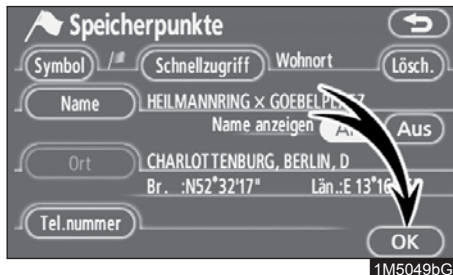 Speicherpunkte
Symbol Schnellzugriff Wohnort Lösch.
Name HEILMANNRING × GOEBELPLATZ
Name anzeigen Aus
Ort CHARLOTTENBURG, BERLIN, D
Br. :N52°32'17" Län.:E 13°16
Tel.nummer
OK
1M5049bG